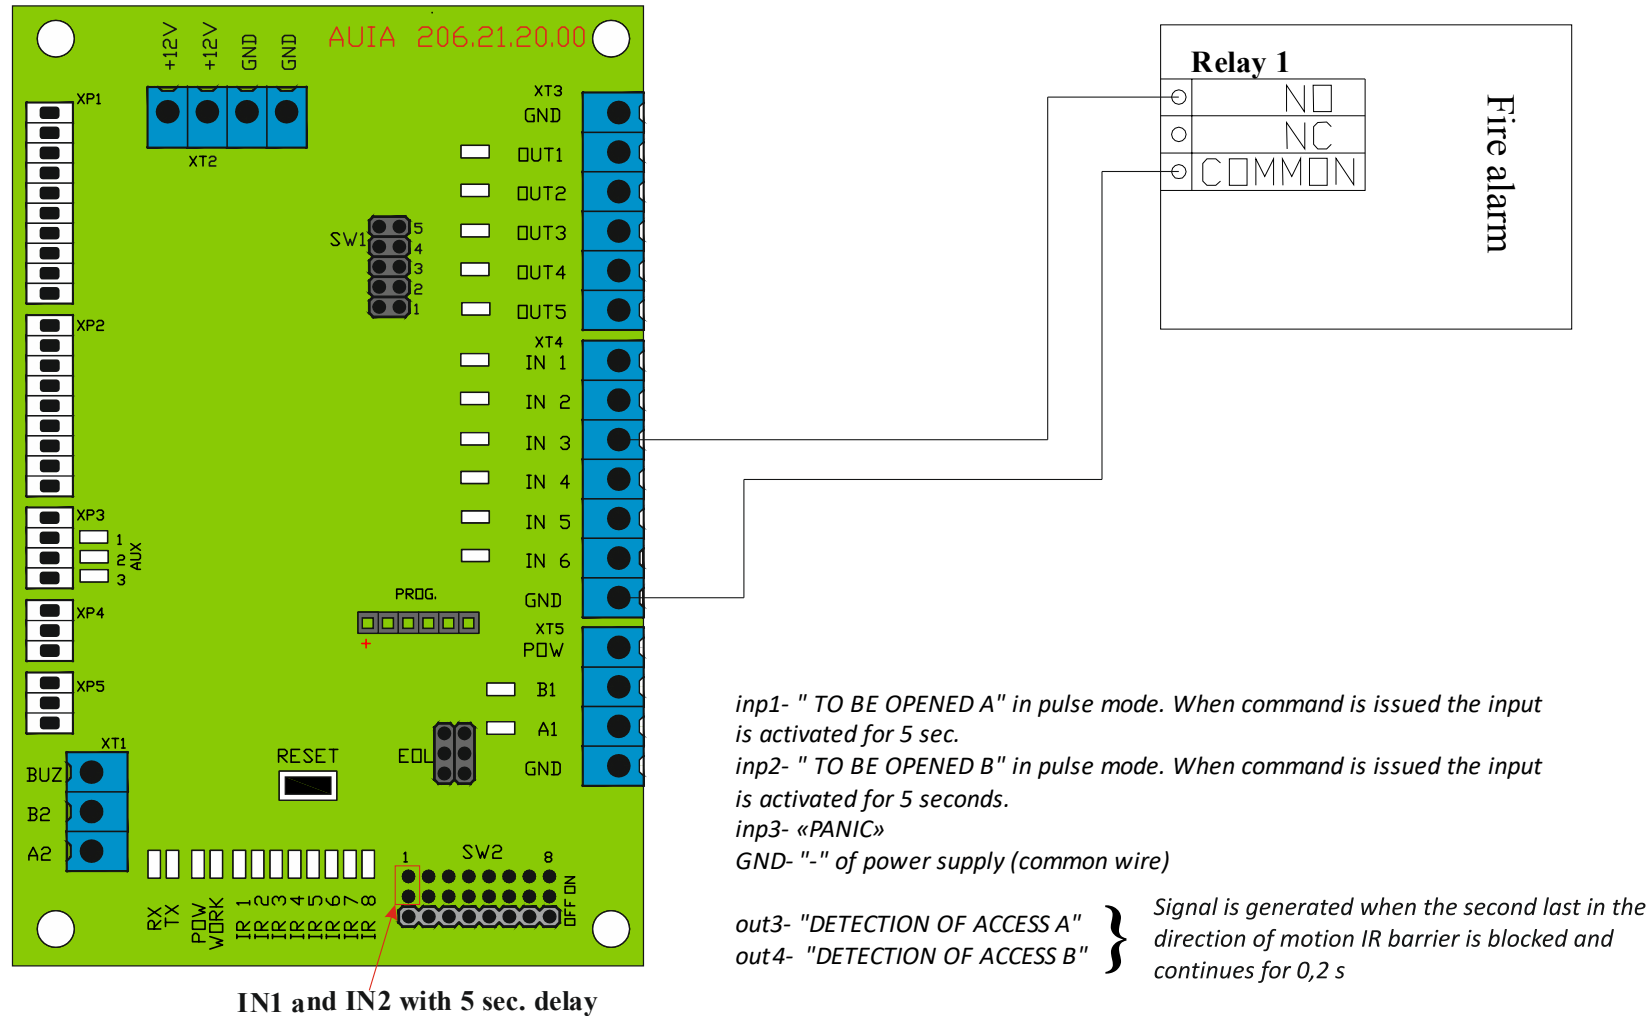 AUIA 206.21.20.00
+12V
+12V
GND
GND
XT2
XP1
XP2
XP3
1
2
3
AUX
XP4
XP5
XT1
BUZ
B2
A2
SW1
5
4
3
2
1
XT3
GND
OUT1
OUT2
OUT3
OUT4
OUT5
XT4
IN 1
IN 2
IN 3
IN 4
IN 5
IN 6
GND
XT5
POW
B1
A1
GND
PROG.
+
RESET
EOL
RX
TX
POW
WORK
IR 1
IR 2
IR 3
IR 4
IR 5
IR 6
IR 7
IR 8
SW2
1
8
ON
OFF
IN1 and IN2 with 5 sec. delay
Relay 1
NO
NC
COMMON
Fire alarm
inp1- " TO BE OPENED A" in pulse mode. When command is issued the input
is activated for 5 sec.
inp2- " TO BE OPENED B" in pulse mode. When command is issued the input
is activated for 5 seconds.
inp3- «PANIC»
GND- "-" of power supply (common wire)
out3- "DETECTION OF ACCESS A"
out4- "DETECTION OF ACCESS B"
}
Signal is generated when the second last in the
direction of motion IR barrier is blocked and
continues for 0,2 s